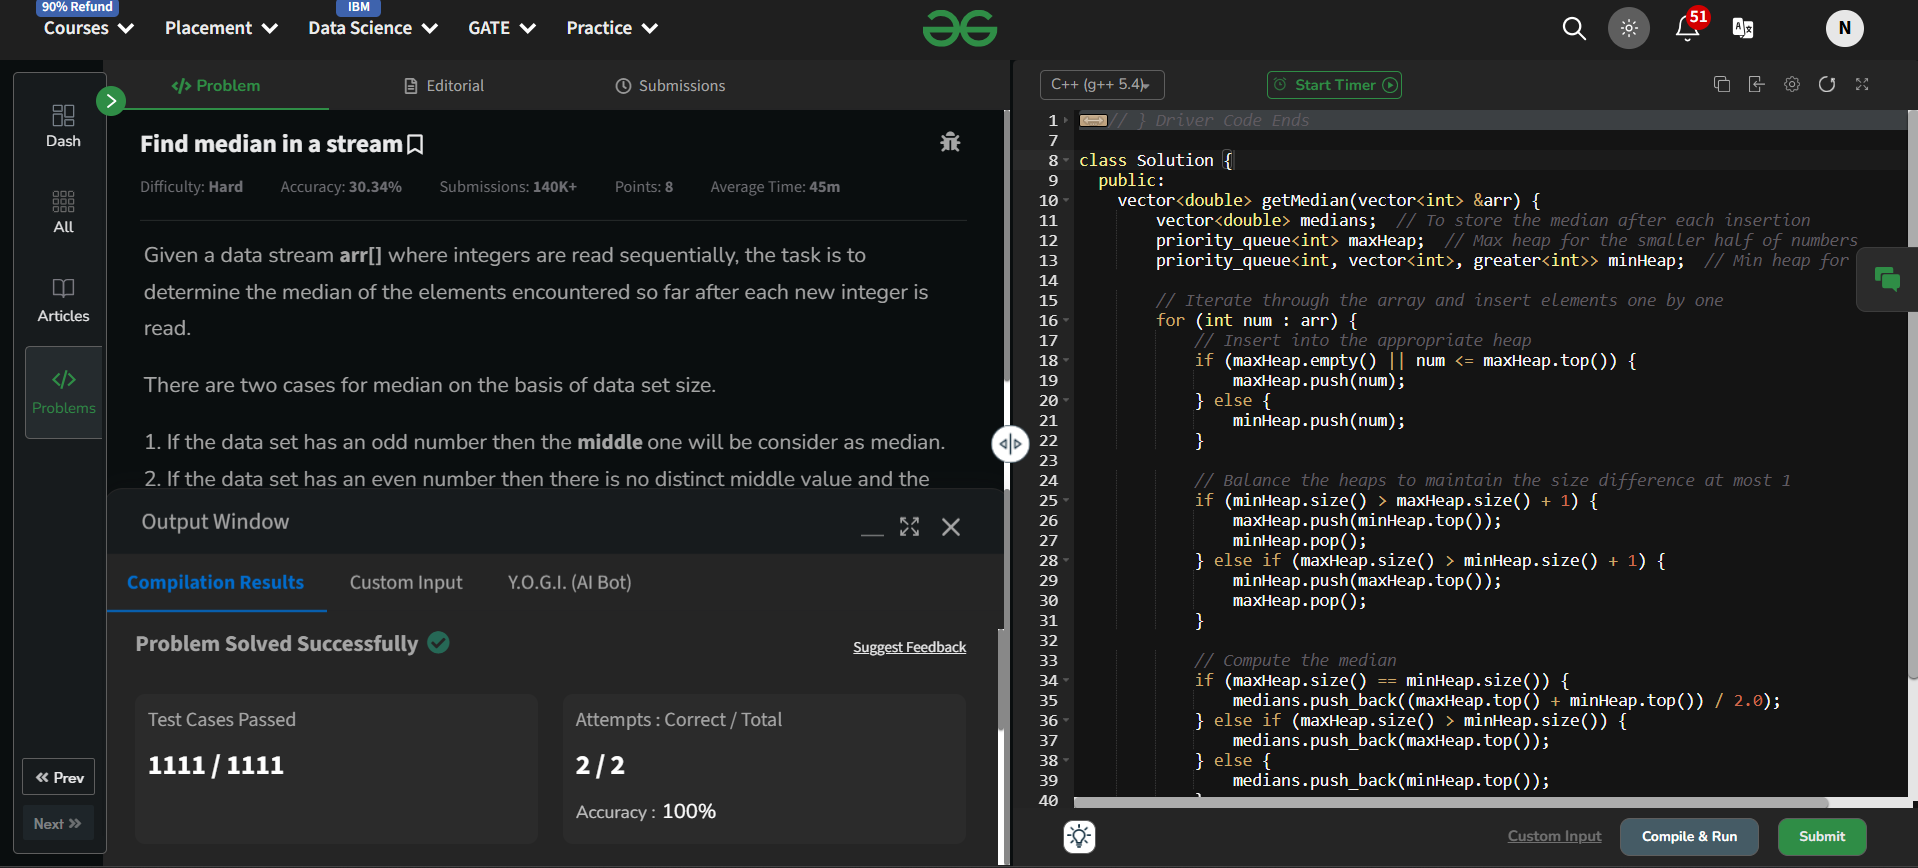 90% Refund
IBM
Courses
Placement
Data Science
GATE
Practice
51
N
Dash
All
Articles
</>
Problems
Prev
Next
</> Problem
Editorial
Submissions
Find median in a stream
Difficulty: Hard
Accuracy: 30.34%
Submissions: 140K+
Points: 8
Average Time: 45m
Given a data stream arr[] where integers are read sequentially, the task is to
determine the median of the elements encountered so far after each new integer is
read.
There are two cases for median on the basis of data set size.
1. If the data set has an odd number then the middle one will be consider as median.
2. If the data set has an even number then there is no distinct middle value and the
Output Window
Compilation Results
Custom Input
Y.O.G.I. (AI Bot)
Problem Solved Successfully
Suggest Feedback
Test Cases Passed
1111 / 1111
Attempts : Correct / Total
2 / 2
Accuracy : 100%
C++ (g++ 5.4)
Start Timer
1 // } Driver Code Ends
7
8 class Solution {
9 public:
10 vector<double> getMedian(vector<int> &arr) {
11 vector<double> medians; // To store the median after each insertion
12 priority_queue<int> maxHeap; // Max heap for the smaller half of numbers
13 priority_queue<int, vector<int>, greater<int>> minHeap; // Min heap for
14
15 // Iterate through the array and insert elements one by one
16 for (int num : arr) {
17 // Insert into the appropriate heap
18 if (maxHeap.empty() || num <= maxHeap.top()) {
19 maxHeap.push(num);
20 } else {
21 minHeap.push(num);
22 }
23
24 // Balance the heaps to maintain the size difference at most 1
25 if (minHeap.size() > maxHeap.size() + 1) {
26 maxHeap.push(minHeap.top());
27 minHeap.pop();
28 } else if (maxHeap.size() > minHeap.size() + 1) {
29 minHeap.push(maxHeap.top());
30 maxHeap.pop();
31 }
32
33 // Compute the median
34 if (maxHeap.size() == minHeap.size()) {
35 medians.push_back((maxHeap.top() + minHeap.top()) / 2.0);
36 } else if (maxHeap.size() > minHeap.size()) {
37 medians.push_back(maxHeap.top());
38 } else {
39 medians.push_back(minHeap.top());
40
Custom Input
Compile & Run
Submit